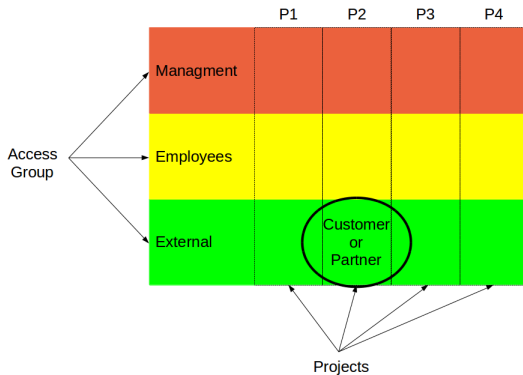 P1 P2 P3 P4
Managment
Access
Group
Employees
External
Customer
or
Partner
Projects